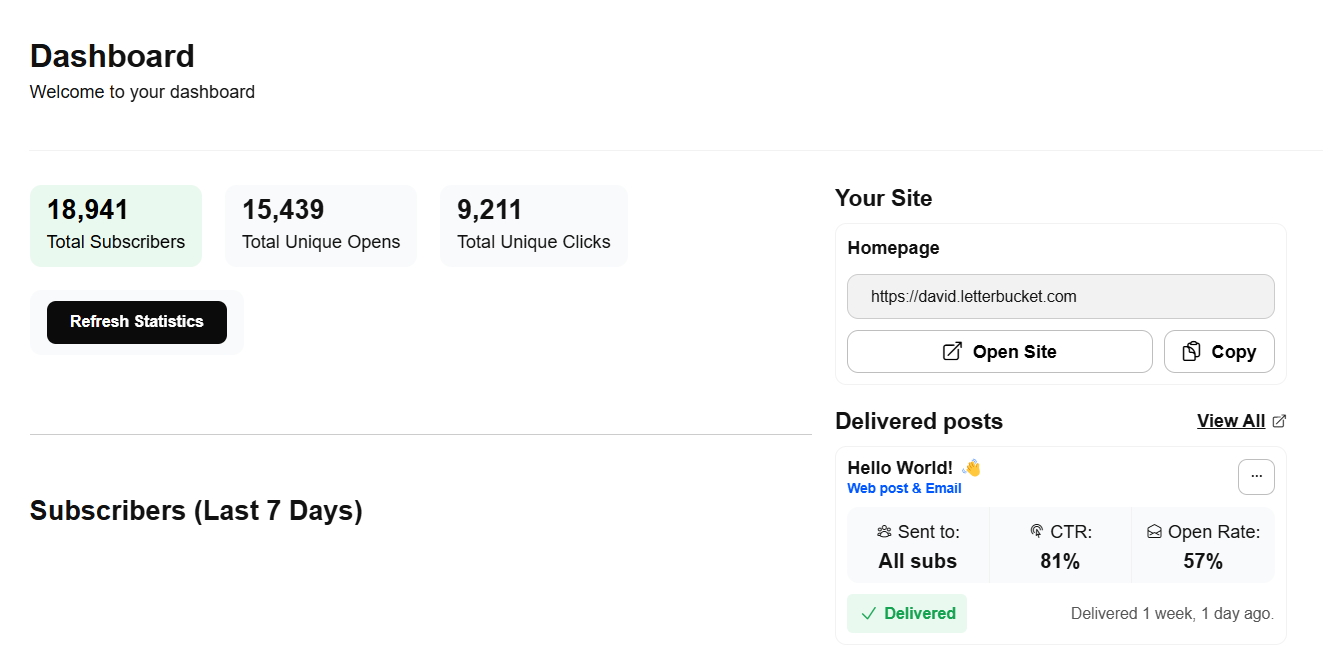 Dashboard
Welcome to your dashboard
18,941
Total Subscribers
15,439
Total Unique Opens
9,211
Total Unique Clicks
Refresh Statistics
Subscribers (Last 7 Days)
Your Site
Homepage
https://david.letterbucket.com
Open Site
Copy
Delivered posts
View All
Hello World! 👋
Web post & Email
...
Sent to:
All subs
CTR:
81%
Open Rate:
57%
Delivered
Delivered 1 week, 1 day ago.